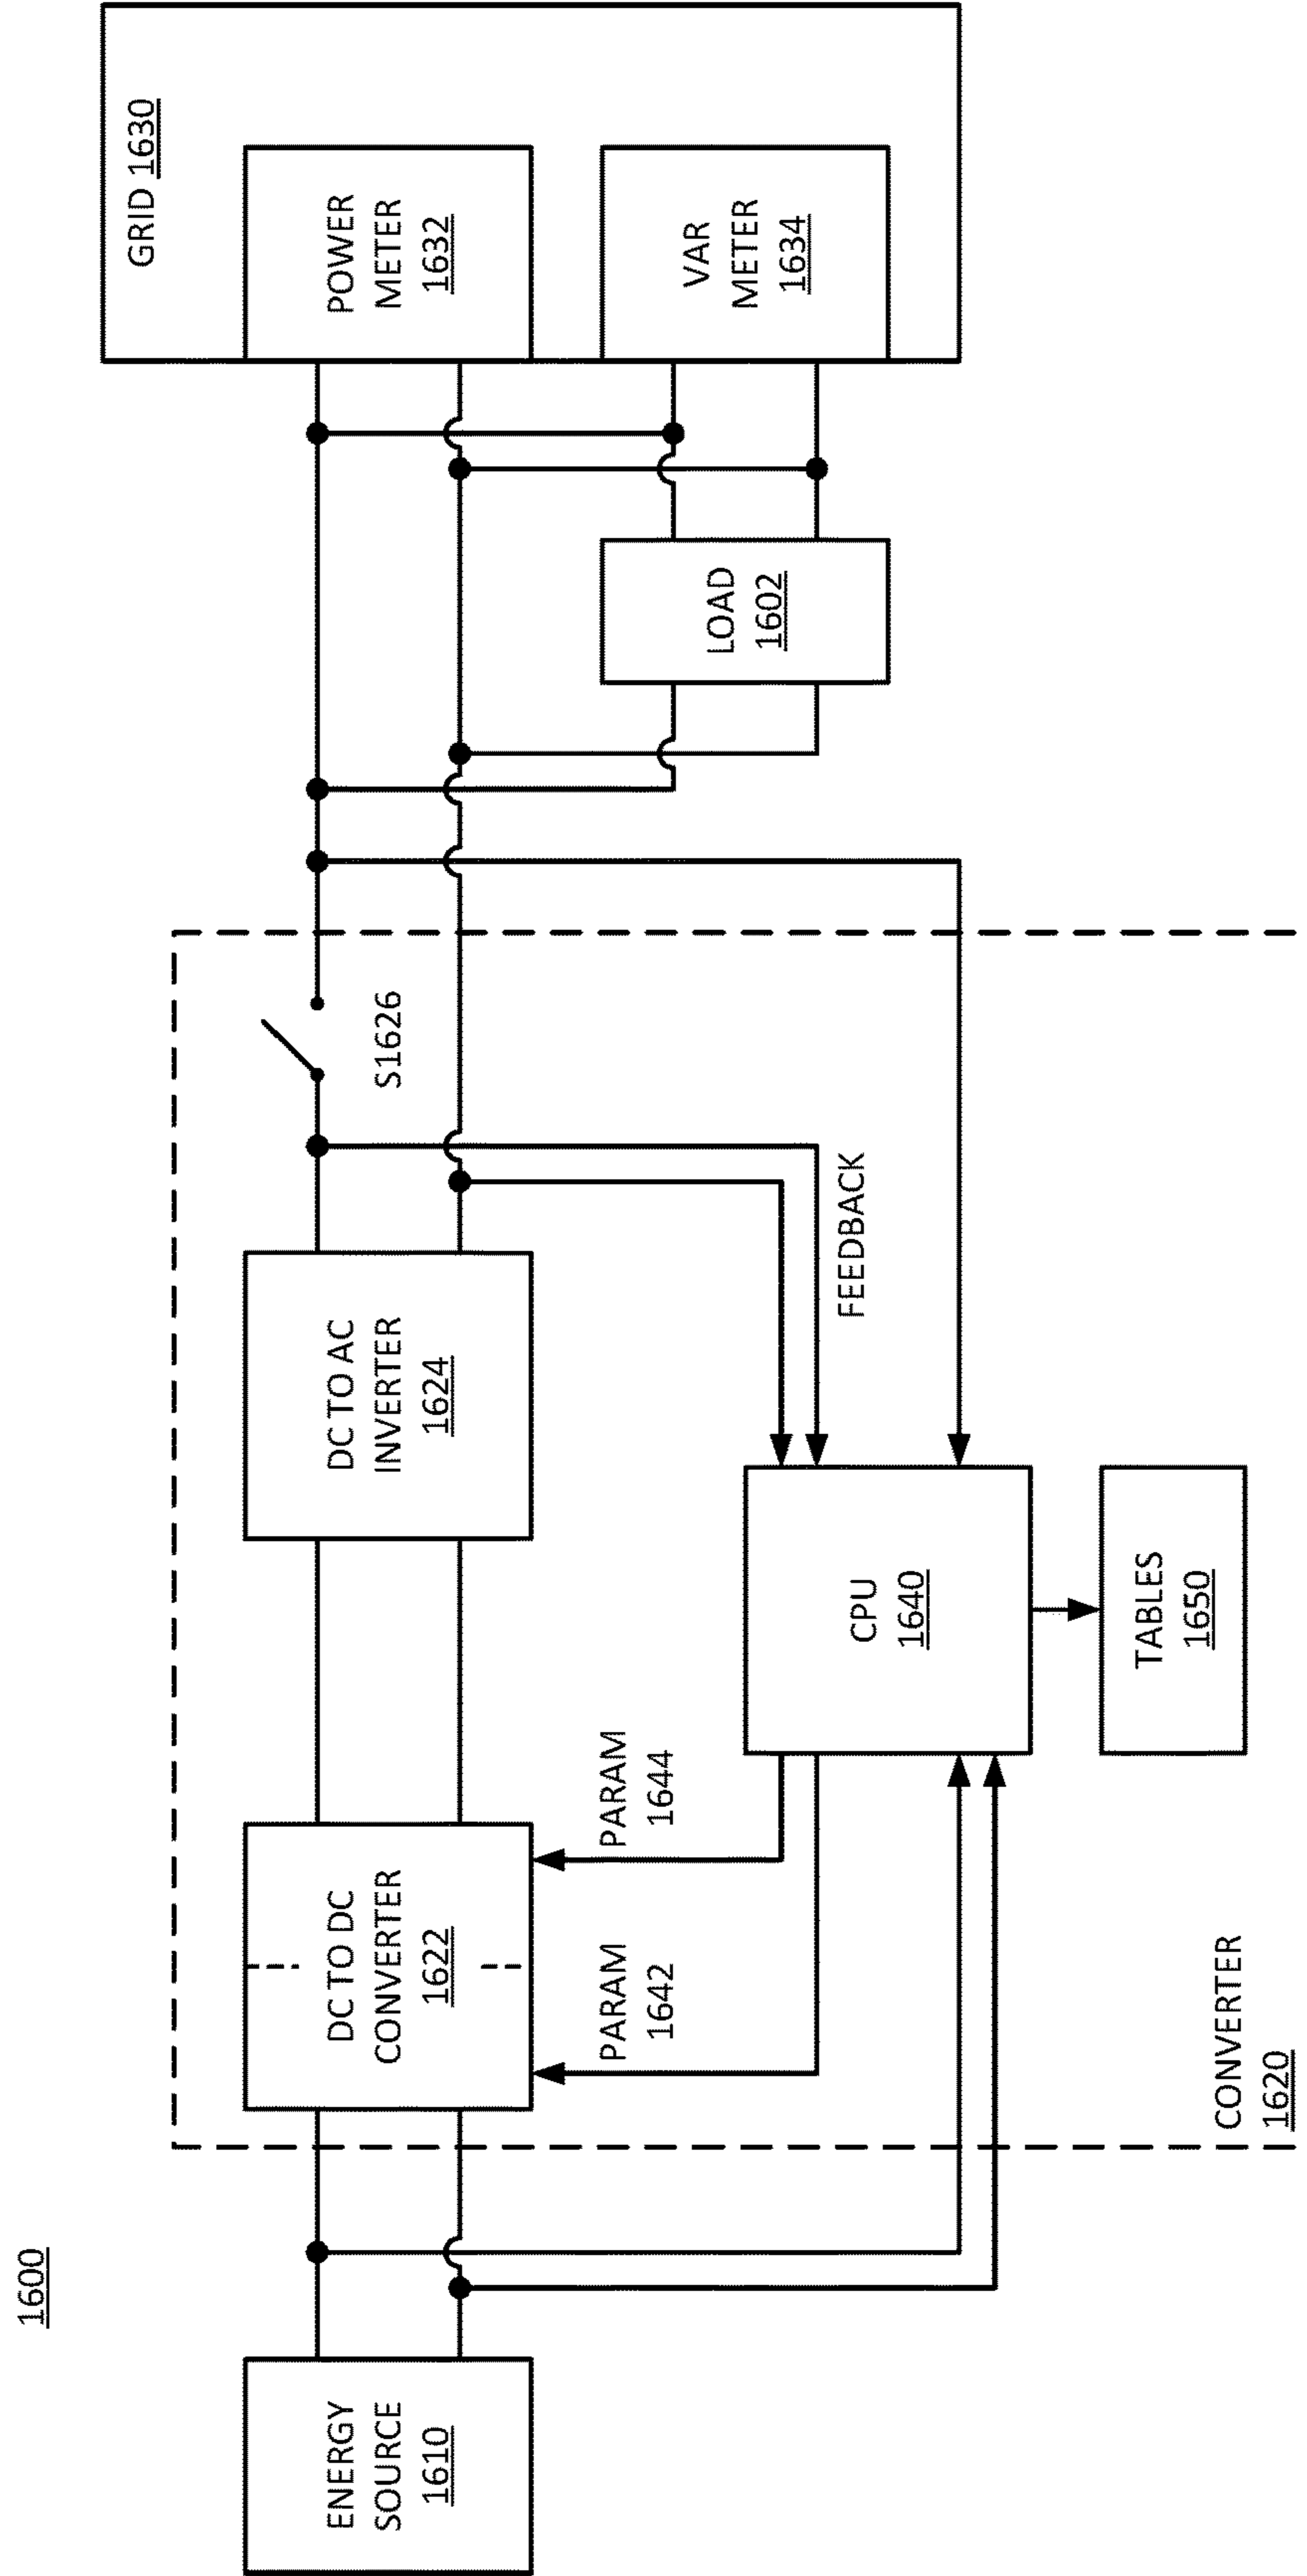 1600
ENERGY
SOURCE
1610
CONVERTER
1620
DC TO DC
CONVERTER
1622
PARAM
1642
PARAM
1644
DC TO AC
INVERTER
1624
CPU
1640
TABLES
1650
FEEDBACK
S1626
LOAD
1602
GRID 1630
POWER
METER
1632
VAR
METER
1634